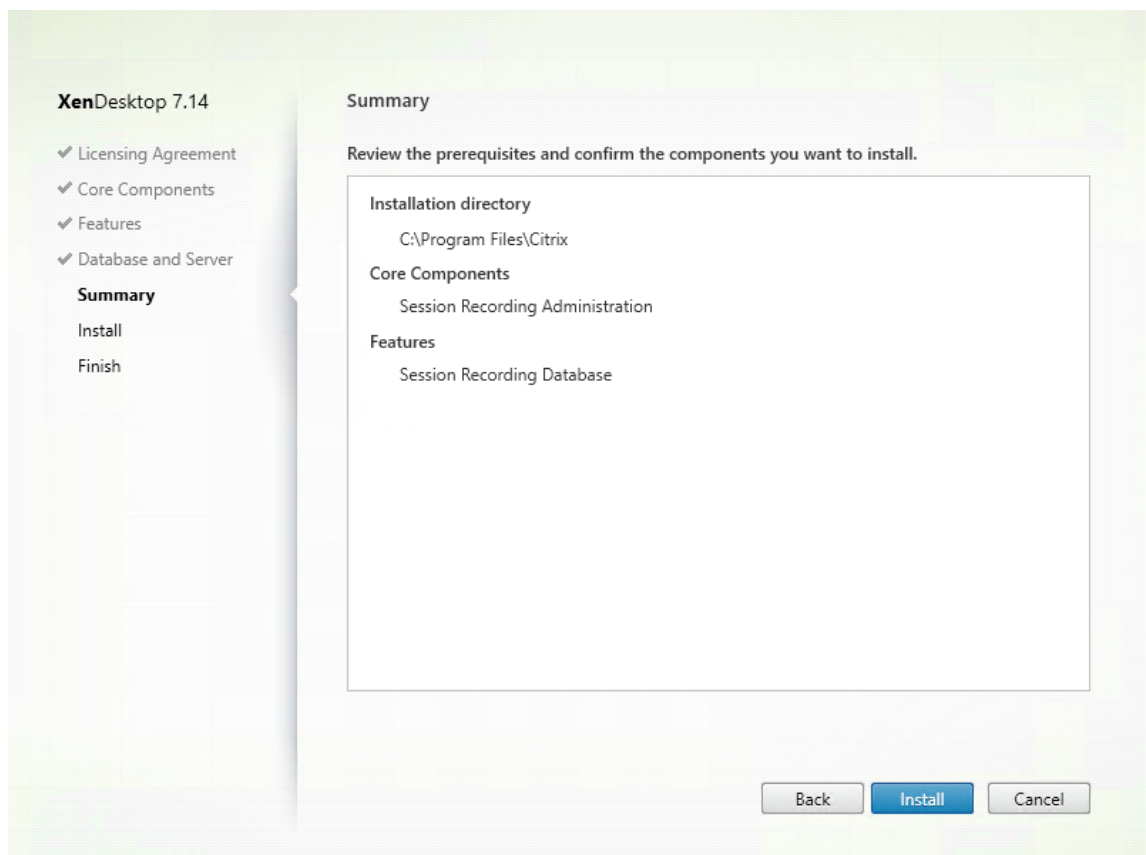 XenDesktop 7.14
Licensing Agreement
Core Components
Features
Database and Server
Summary
Install
Finish
Summary
Review the prerequisites and confirm the components you want to install.
Installation directory
C:\Program Files\Citrix
Core Components
Session Recording Administration
Features
Session Recording Database
Back
Install
Cancel